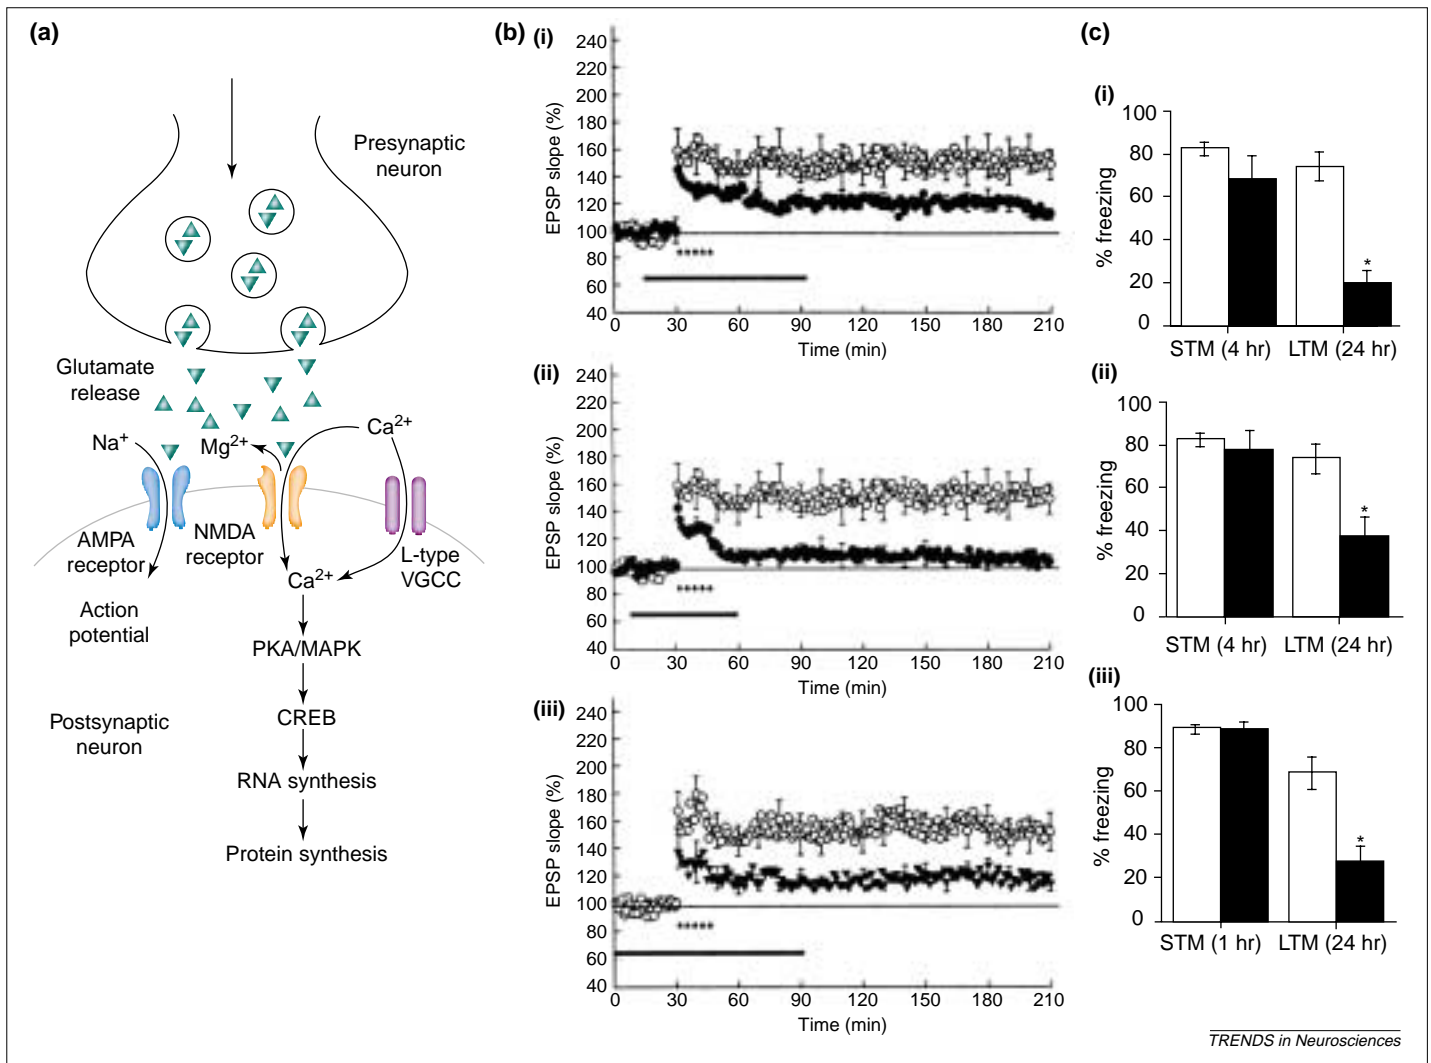 (a)
Presynaptic
neuron
Glutamate
release
Na+
Mg2+
Ca2+
AMPA
receptor
NMDA
receptor
L-type
VGCC
Ca2+
Action
potential
PKA/MAPK
Postsynaptic
neuron
CREB
RNA synthesis
Protein synthesis
(b)
(i)
EPSP slope (%)
240
220
200
180
160
140
120
100
80
60
40
0 30 60 90 120 150 180 210
Time (min)
(ii)
EPSP slope (%)
240
220
200
180
160
140
120
100
80
60
40
0 30 60 90 120 150 180 210
Time (min)
(iii)
EPSP slope (%)
240
220
200
180
160
140
120
100
80
60
40
0 30 60 90 120 150 180 210
Time (min)
(c)
(i)
% freezing
100
80
60
40
20
0
*
STM (4 hr) LTM (24 hr)
(ii)
% freezing
100
80
60
40
20
0
*
STM (4 hr) LTM (24 hr)
(iii)
% freezing
100
80
60
40
20
0
*
STM (1 hr) LTM (24 hr)
TRENDS in Neurosciences